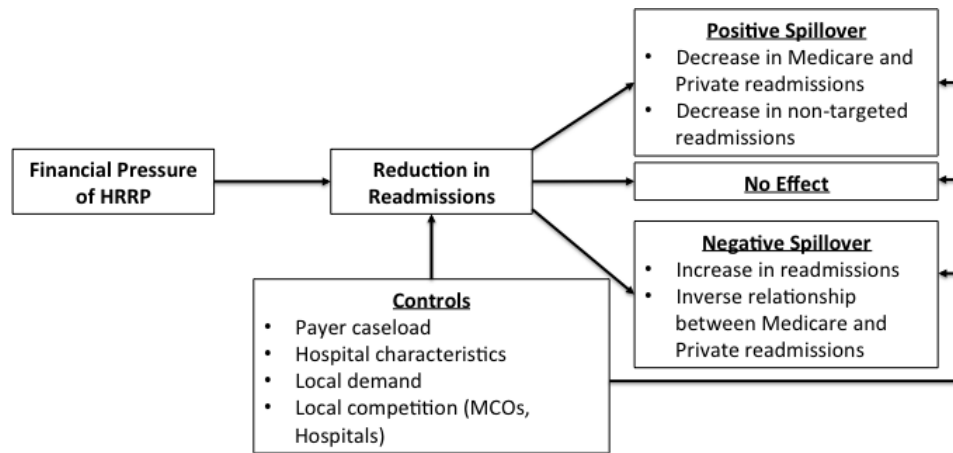 Positive Spillover
• Decrease in Medicare and
Private readmissions
• Decrease in non-targeted
readmissions
Financial Pressure
of HRRP
Reduction in
Readmissions
No Effect
Negative Spillover
• Increase in readmissions
• Inverse relationship
between Medicare and
Private readmissions
Controls
• Payer caseload
• Hospital characteristics
• Local demand
• Local competition (MCOs,
Hospitals)